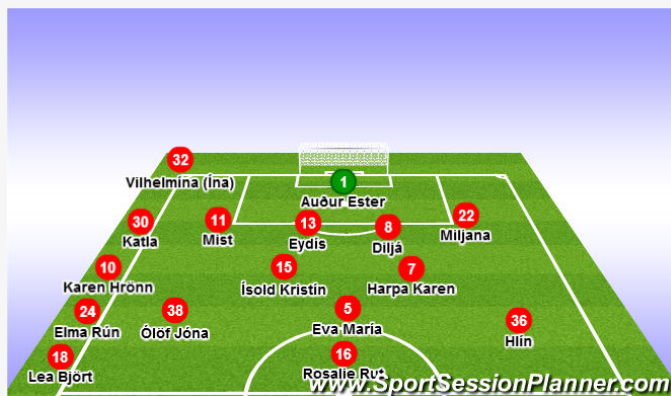 32
Vilhelmína (Ína)
1
Auður Ester
30
Katla
11
Mist
13
Eydís
8
Diljá
22
Miljana
10
Karen Hrönn
15
Ísold Kristín
7
Harpa Karen
24
Elma Rún
38
Ólöf Jóna
5
Eva María
36
Hlín
18
Lea Björt
16
Rosalie Rut
www.SportSessionPlanner.com